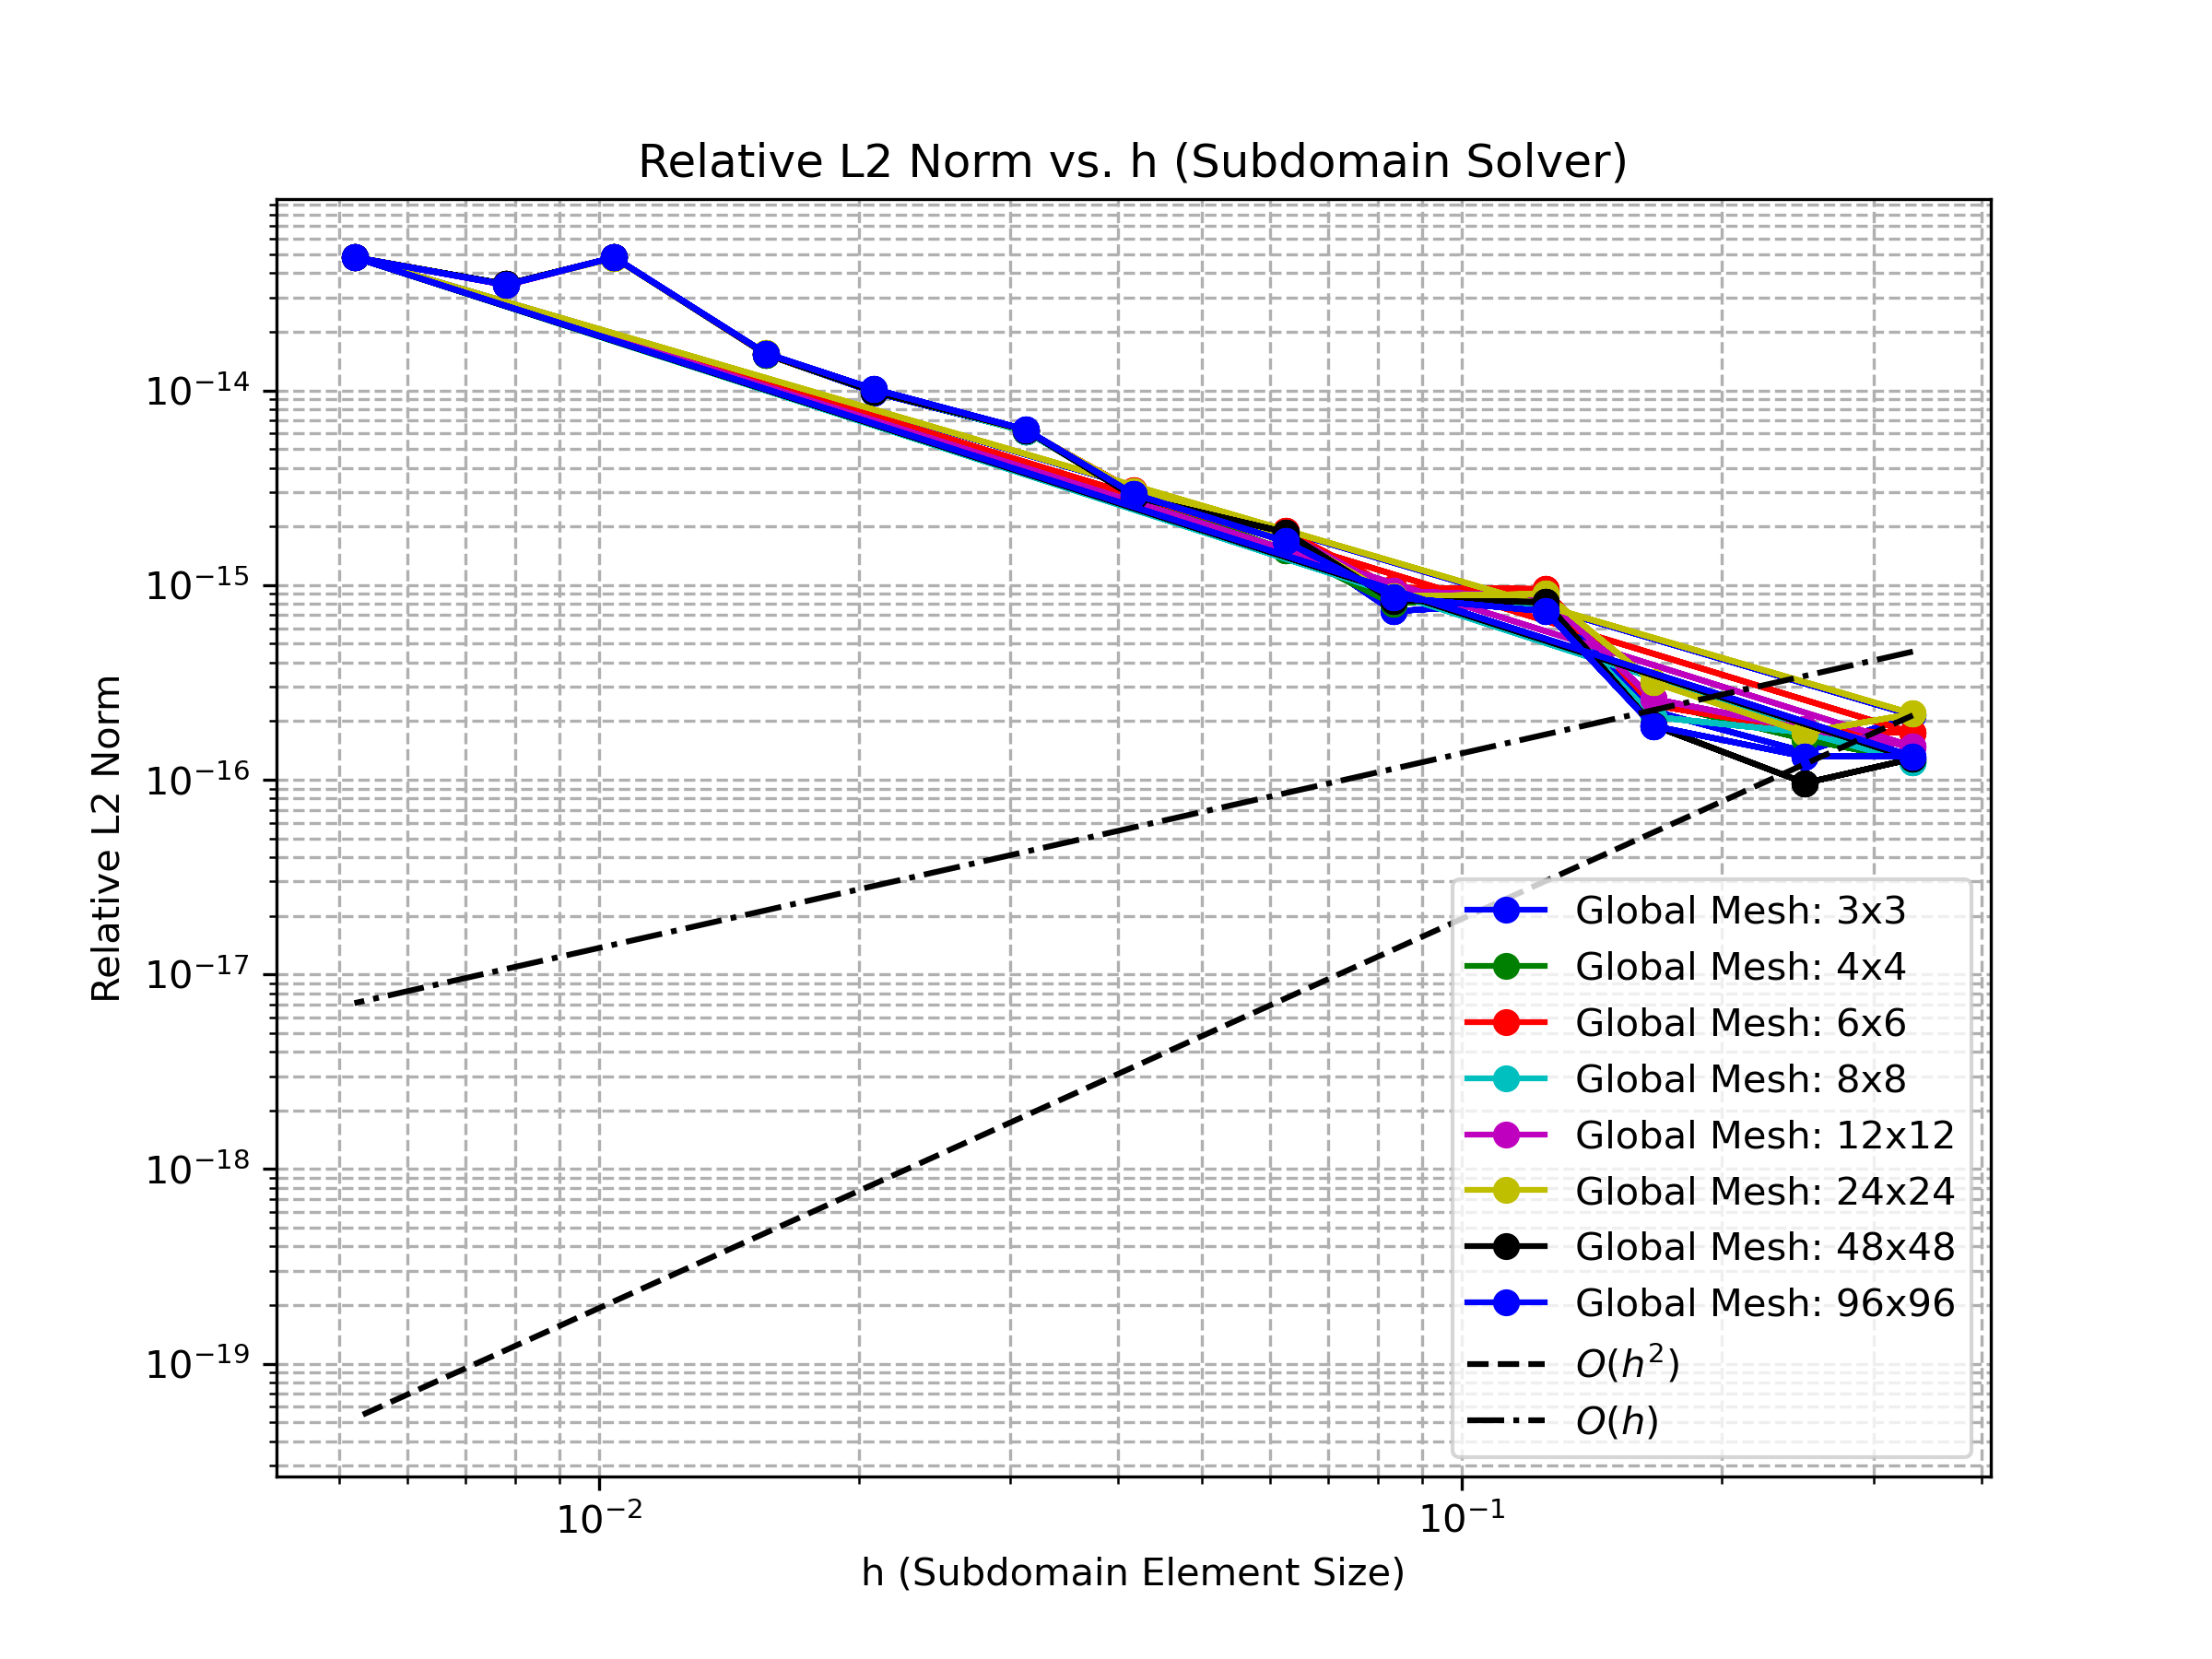 Relative L2 Norm vs. h (Subdomain Solver)
Relative L2 Norm
10⁻¹⁴
10⁻¹⁵
10⁻¹⁶
10⁻¹⁷
10⁻¹⁸
10⁻¹⁹
Global Mesh: 3x3
Global Mesh: 4x4
Global Mesh: 6x6
Global Mesh: 8x8
Global Mesh: 12x12
Global Mesh: 24x24
Global Mesh: 48x48
Global Mesh: 96x96
O(h²)
O(h)
10⁻² 10⁻¹
h (Subdomain Element Size)